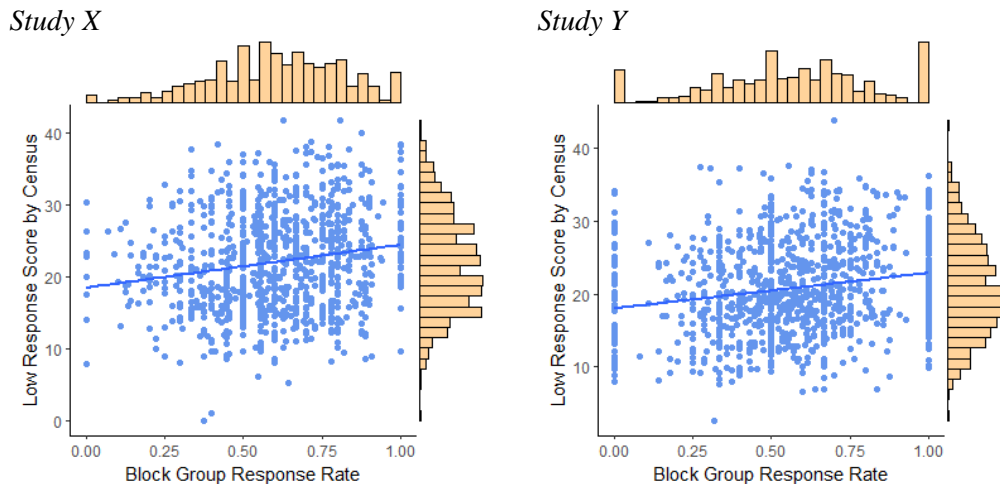 Study X
Study Y
40
30
20
10
0
Low Response Score by Census
0.00 0.25 0.50 0.75 1.00
Block Group Response Rate
40
30
20
10
Low Response Score by Census
0.00 0.25 0.50 0.75 1.00
Block Group Response Rate